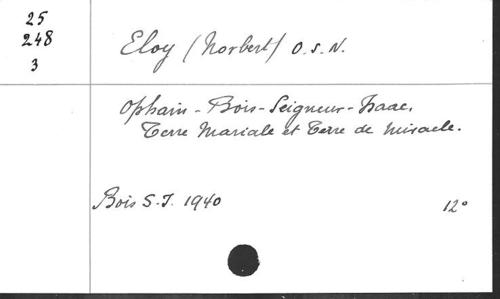 25
248
3
Eloy (Norbert) O.S.N.
Ophain - Bois-Seigneur-Isaac,
Terre Mariale et Terre de miracle.
Bois S.I. 1940
12°